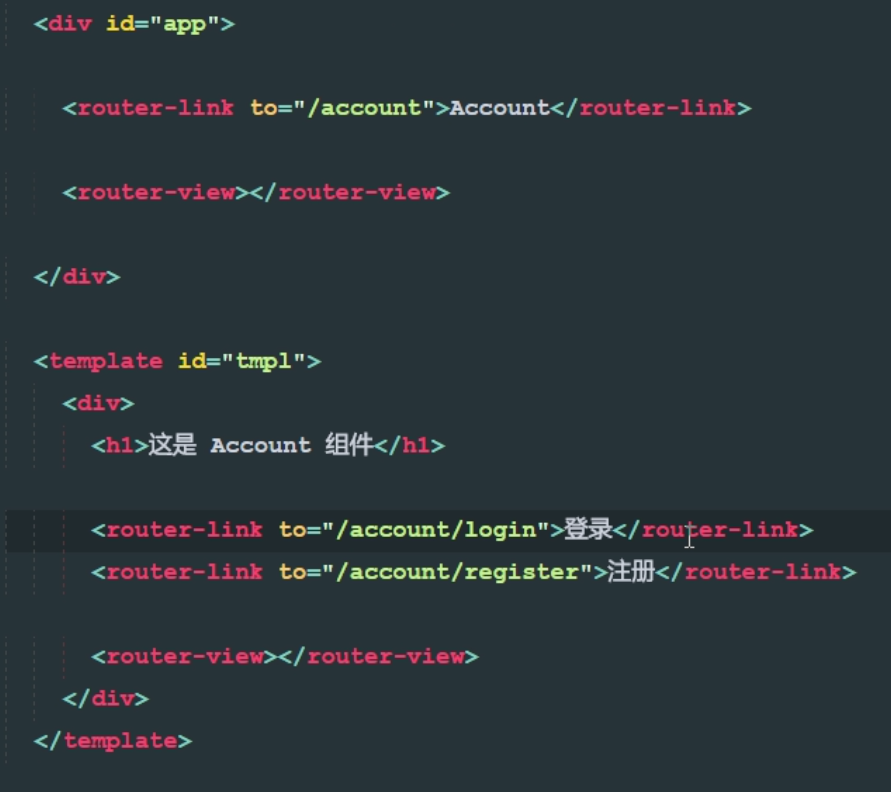 <div id="app">
<router-link to="/account">Account</router-link>
<router-view></router-view>
</div>
<template id="tmpl">
<div>
<h1>这是 Account 组件</h1>
<router-link to="/account/login">登录</router-link>
<router-link to="/account/register">注册</router-link>
<router-view></router-view>
</div>
</template>